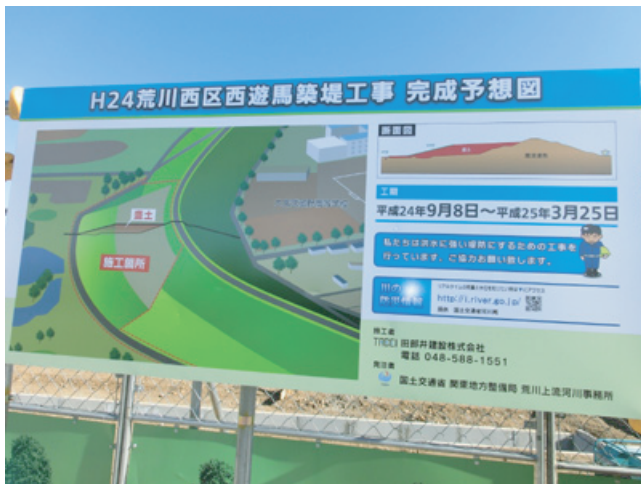 H24荒川西区西遊馬築堤工事 完成予想図
断面図
盛土
施工箇所
工期
平成24年9月8日～平成25年3月25日
私たちは洪水に強い堤防にするための工事を
行っています。ご協力お願い致します。
川の
防災情報
http://i.river.go.jp/
施工者
田部井建設株式会社
電話 048-588-1551
発注者
国土交通省 関東地方整備局 荒川上流河川事務所